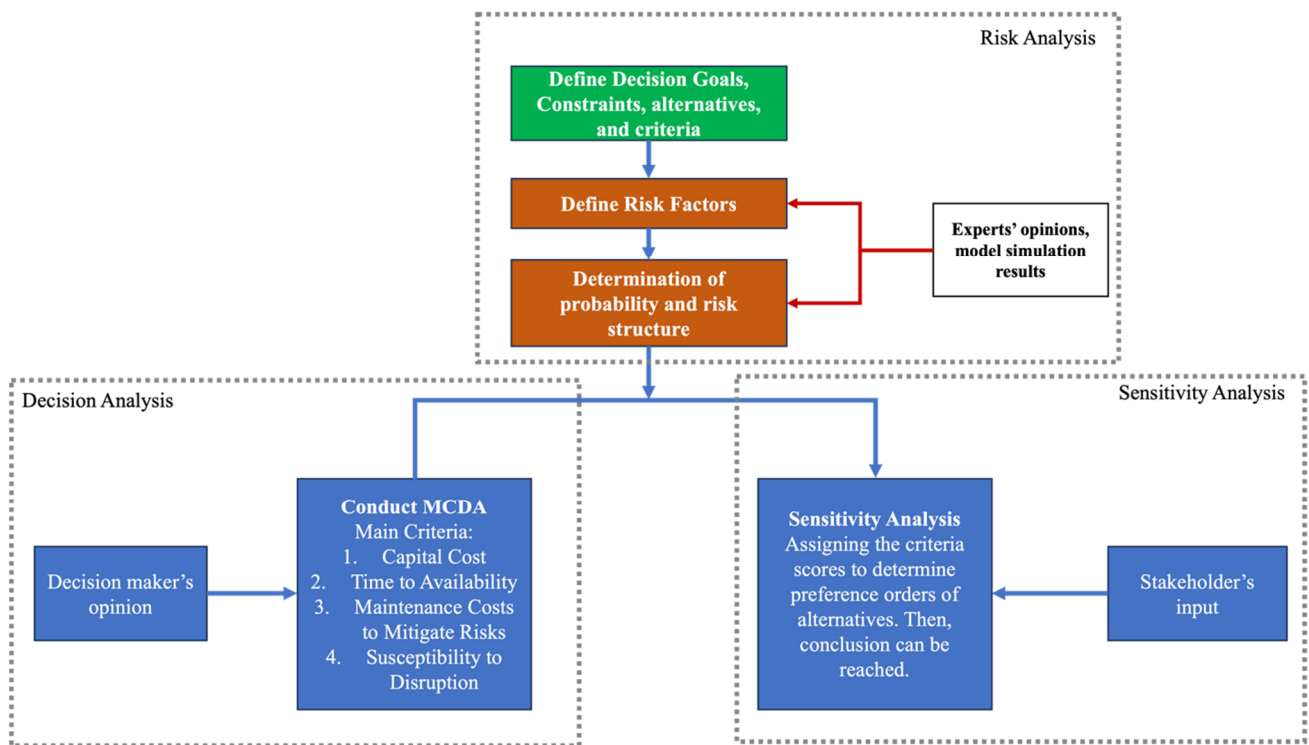 Risk Analysis
Define Decision Goals,
Constraints, alternatives,
and criteria
Define Risk Factors
Experts’ opinions,
model simulation
results
Determination of
probability and risk
structure
Decision Analysis
Sensitivity Analysis
Decision maker’s
opinion
Conduct MCDA
Main Criteria:
1. Capital Cost
2. Time to Availability
3. Maintenance Costs
to Mitigate Risks
4. Susceptibility to
Disruption
Sensitivity Analysis
Assigning the criteria
scores to determine
preference orders of
alternatives. Then,
conclusion can be
reached.
Stakeholder’s
input